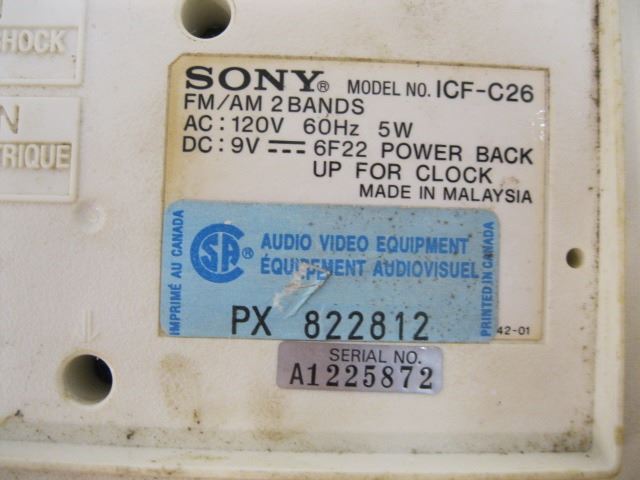 SHOCK
N
TRIQUE
SONY® MODEL NO. ICF-C26
FM/AM 2 BANDS
AC: 120V 60Hz 5W
DC: 9V 6F22 POWER BACK
UP FOR CLOCK
MADE IN MALAYSIA
IMPRIMÉ AU CANADA
SA®
AUDIO VIDEO EQUIPMENT
ÉQUIPEMENT AUDIOVISUEL
PRINTED IN CANADA
PX 822812
42-01
SERIAL NO.
A1225872